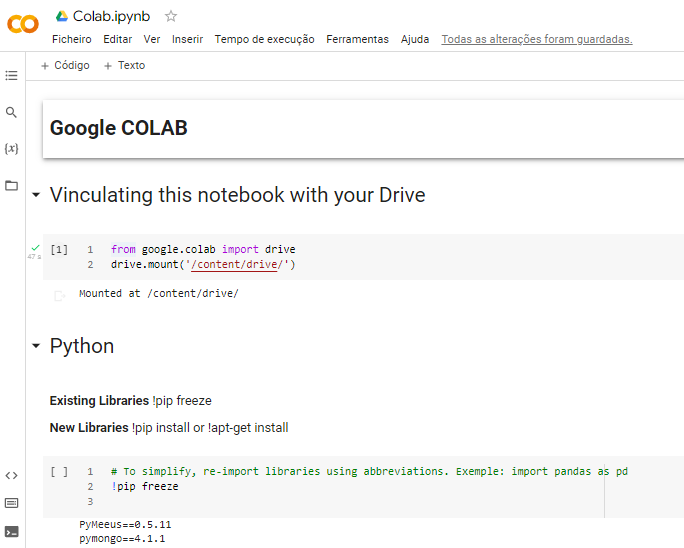 Colab.ipynb
Ficheiro Editar Ver Inserir Tempo de execução Ferramentas Ajuda Todas as alterações foram guardadas.
+ Código + Texto
Google COLAB
Vinculating this notebook with your Drive
[1] 1 from google.colab import drive
47 s 2 drive.mount('/content/drive/')
Mounted at /content/drive/
Python
Existing Libraries !pip freeze
New Libraries !pip install or !apt-get install
[ ] 1 # To simplify, re-import libraries using abbreviations. Exemple: import pandas as pd
2 !pip freeze
3
PyMeeus==0.5.11
pymongo==4.1.1